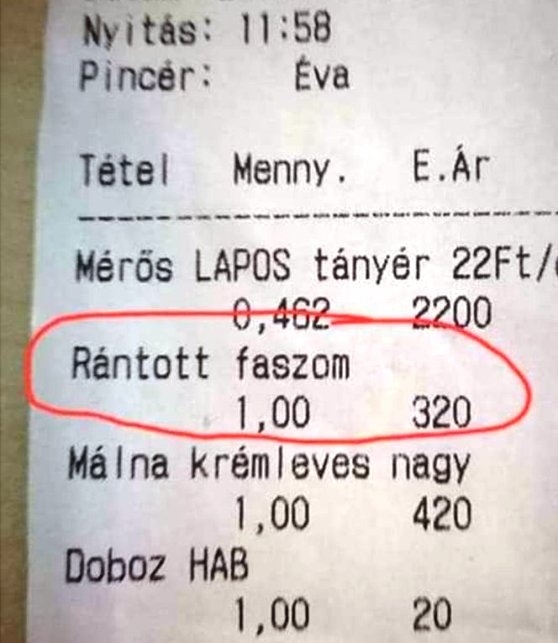 Nyitás: 11:58
Pincér: Éva
Tétel Menny. E.Ár
Mérős LAPOS tányér 22Ft/
0,462 2200
Rántott faszom
1,00 320
Málna krémleves nagy
1,00 420
Doboz HAB
1,00 20